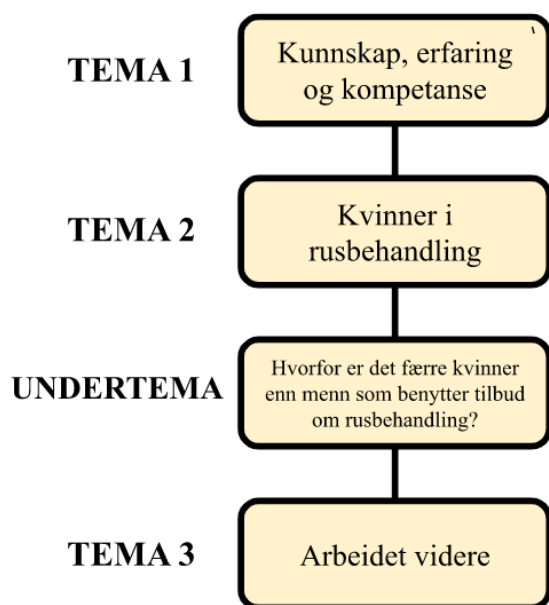 TEMA 1
Kunnskap, erfaring
og kompetanse
TEMA 2
Kvinner i
rusbehandling
UNDERTEMA
Hvorfor er det færre kvinner
enn menn som benytter tilbud
om rusbehandling?
TEMA 3
Arbeidet videre